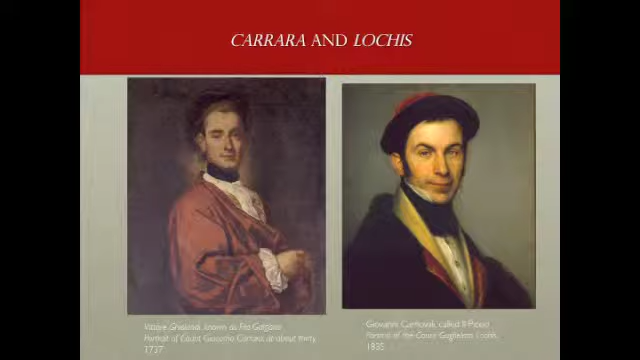 CARRARA AND LOCHIS
Vittore Ghislandi, known as Fra Galgario
Portrait of Count Giacomo Carrara at about thirty
1737
Giovanni Carnovali, called Il Piccio
Portrait of the Count Guglielmo Lochis
1835